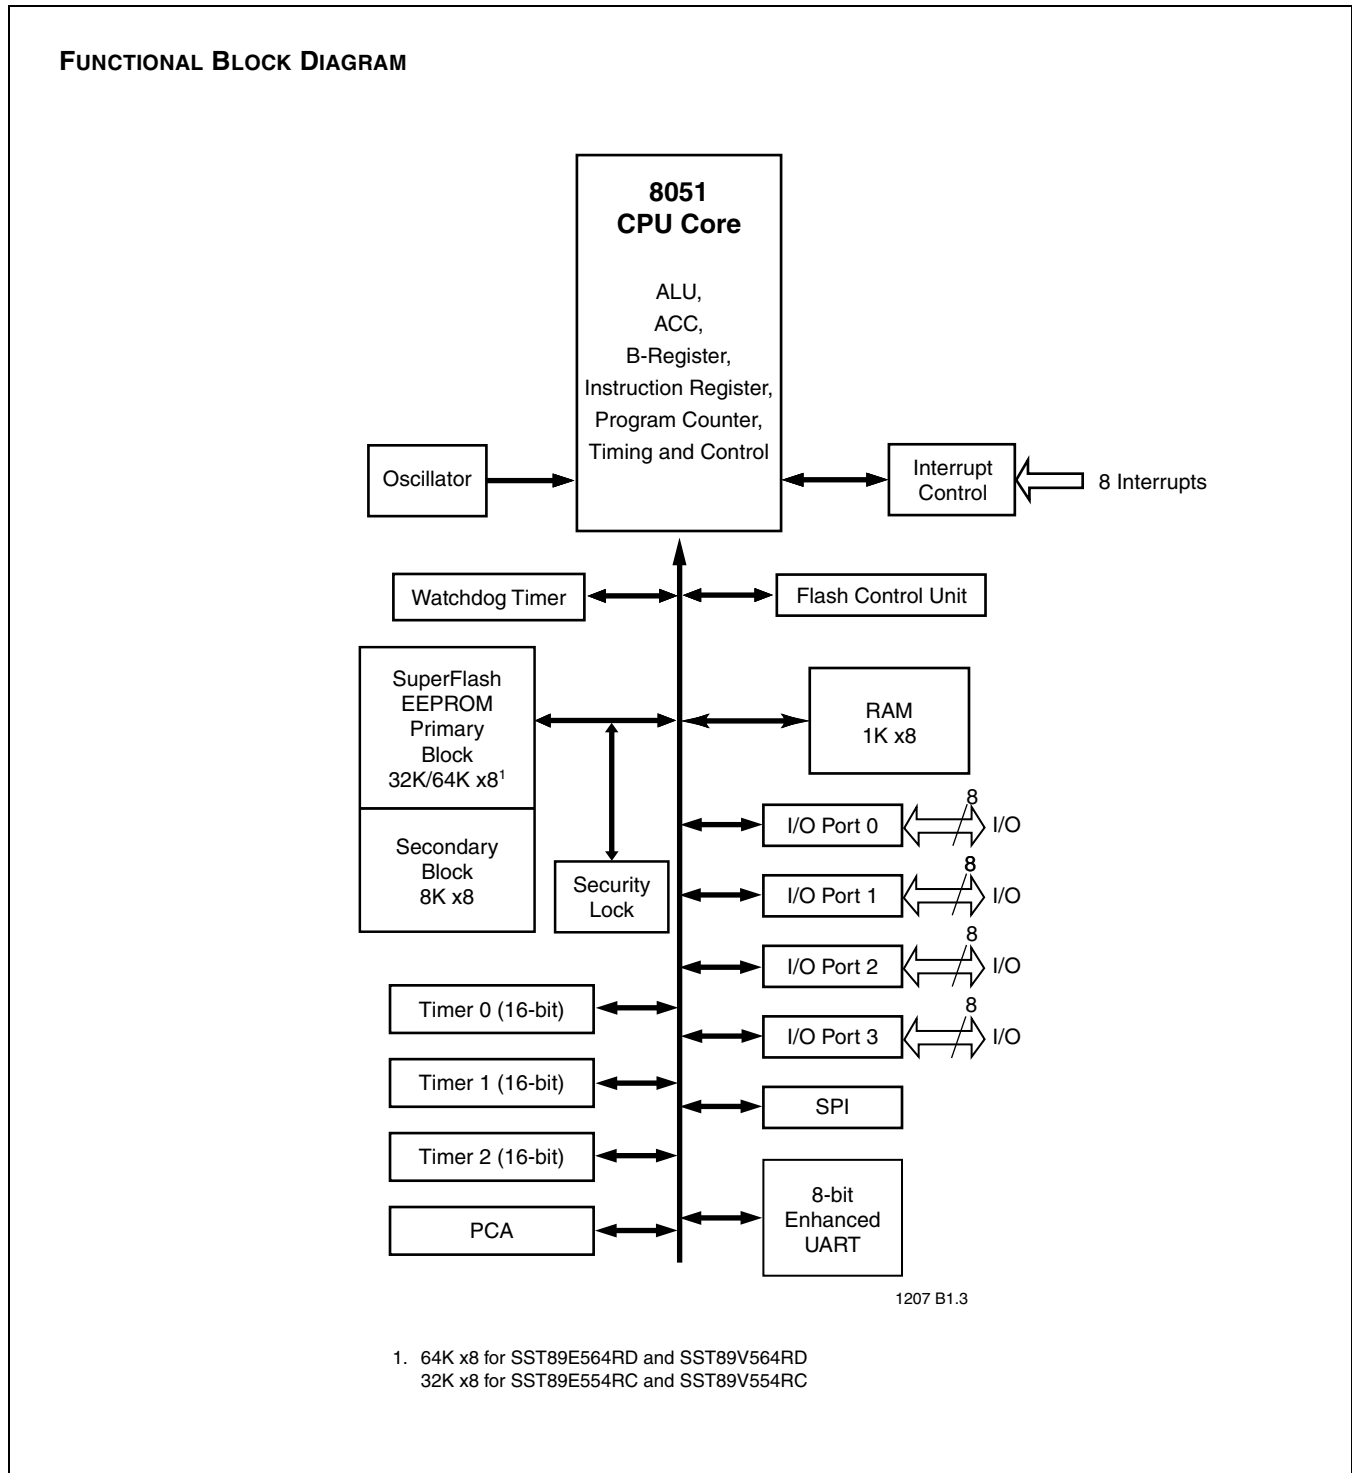 FUNCTIONAL BLOCK DIAGRAM
8051
CPU Core
ALU,
ACC,
B-Register,
Instruction Register,
Program Counter,
Timing and Control
Oscillator
Interrupt
Control
8 Interrupts
Watchdog Timer
Flash Control Unit
SuperFlash
EEPROM
Primary
Block
32K/64K x8¹
RAM
1K x8
Secondary
Block
8K x8
Security
Lock
8
I/O Port 0
I/O
8
I/O Port 1
I/O
8
I/O Port 2
I/O
8
I/O Port 3
I/O
Timer 0 (16-bit)
Timer 1 (16-bit)
SPI
Timer 2 (16-bit)
8-bit
Enhanced
UART
PCA
1207 B1.3
1. 64K x8 for SST89E564RD and SST89V564RD
32K x8 for SST89E554RC and SST89V554RC